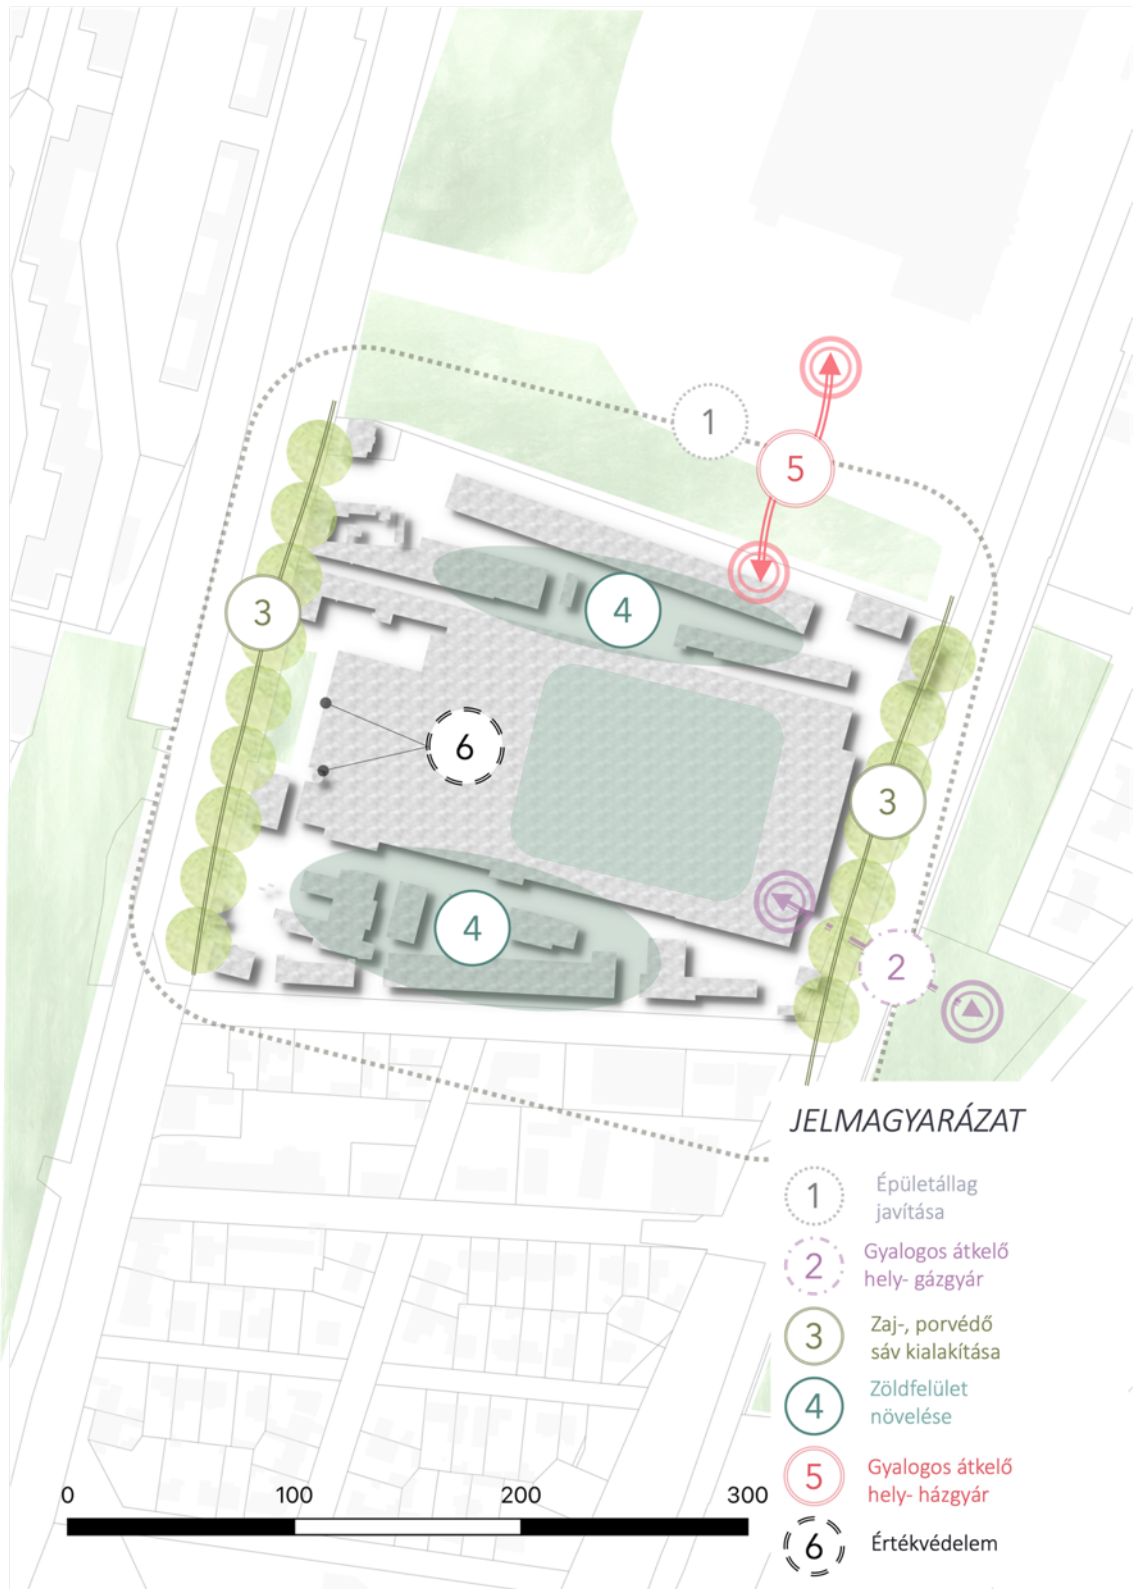 1
5
3
4
6
3
4
2
JELMAGYARÁZAT
1 Épületállag
javítása
2 Gyalogos átkelő
hely- gázgyár
3 Zaj-, porvédő
sáv kialakítása
4 Zöldfelület
növelése
5 Gyalogos átkelő
hely- házgyár
6 Értékvédelem
0 100 200 300